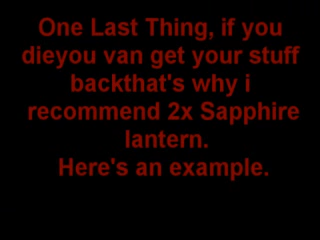 One Last Thing, if you
dieyou van get your stuff
backthat's why i
recommend 2x Sapphire
lantern.
Here's an example.